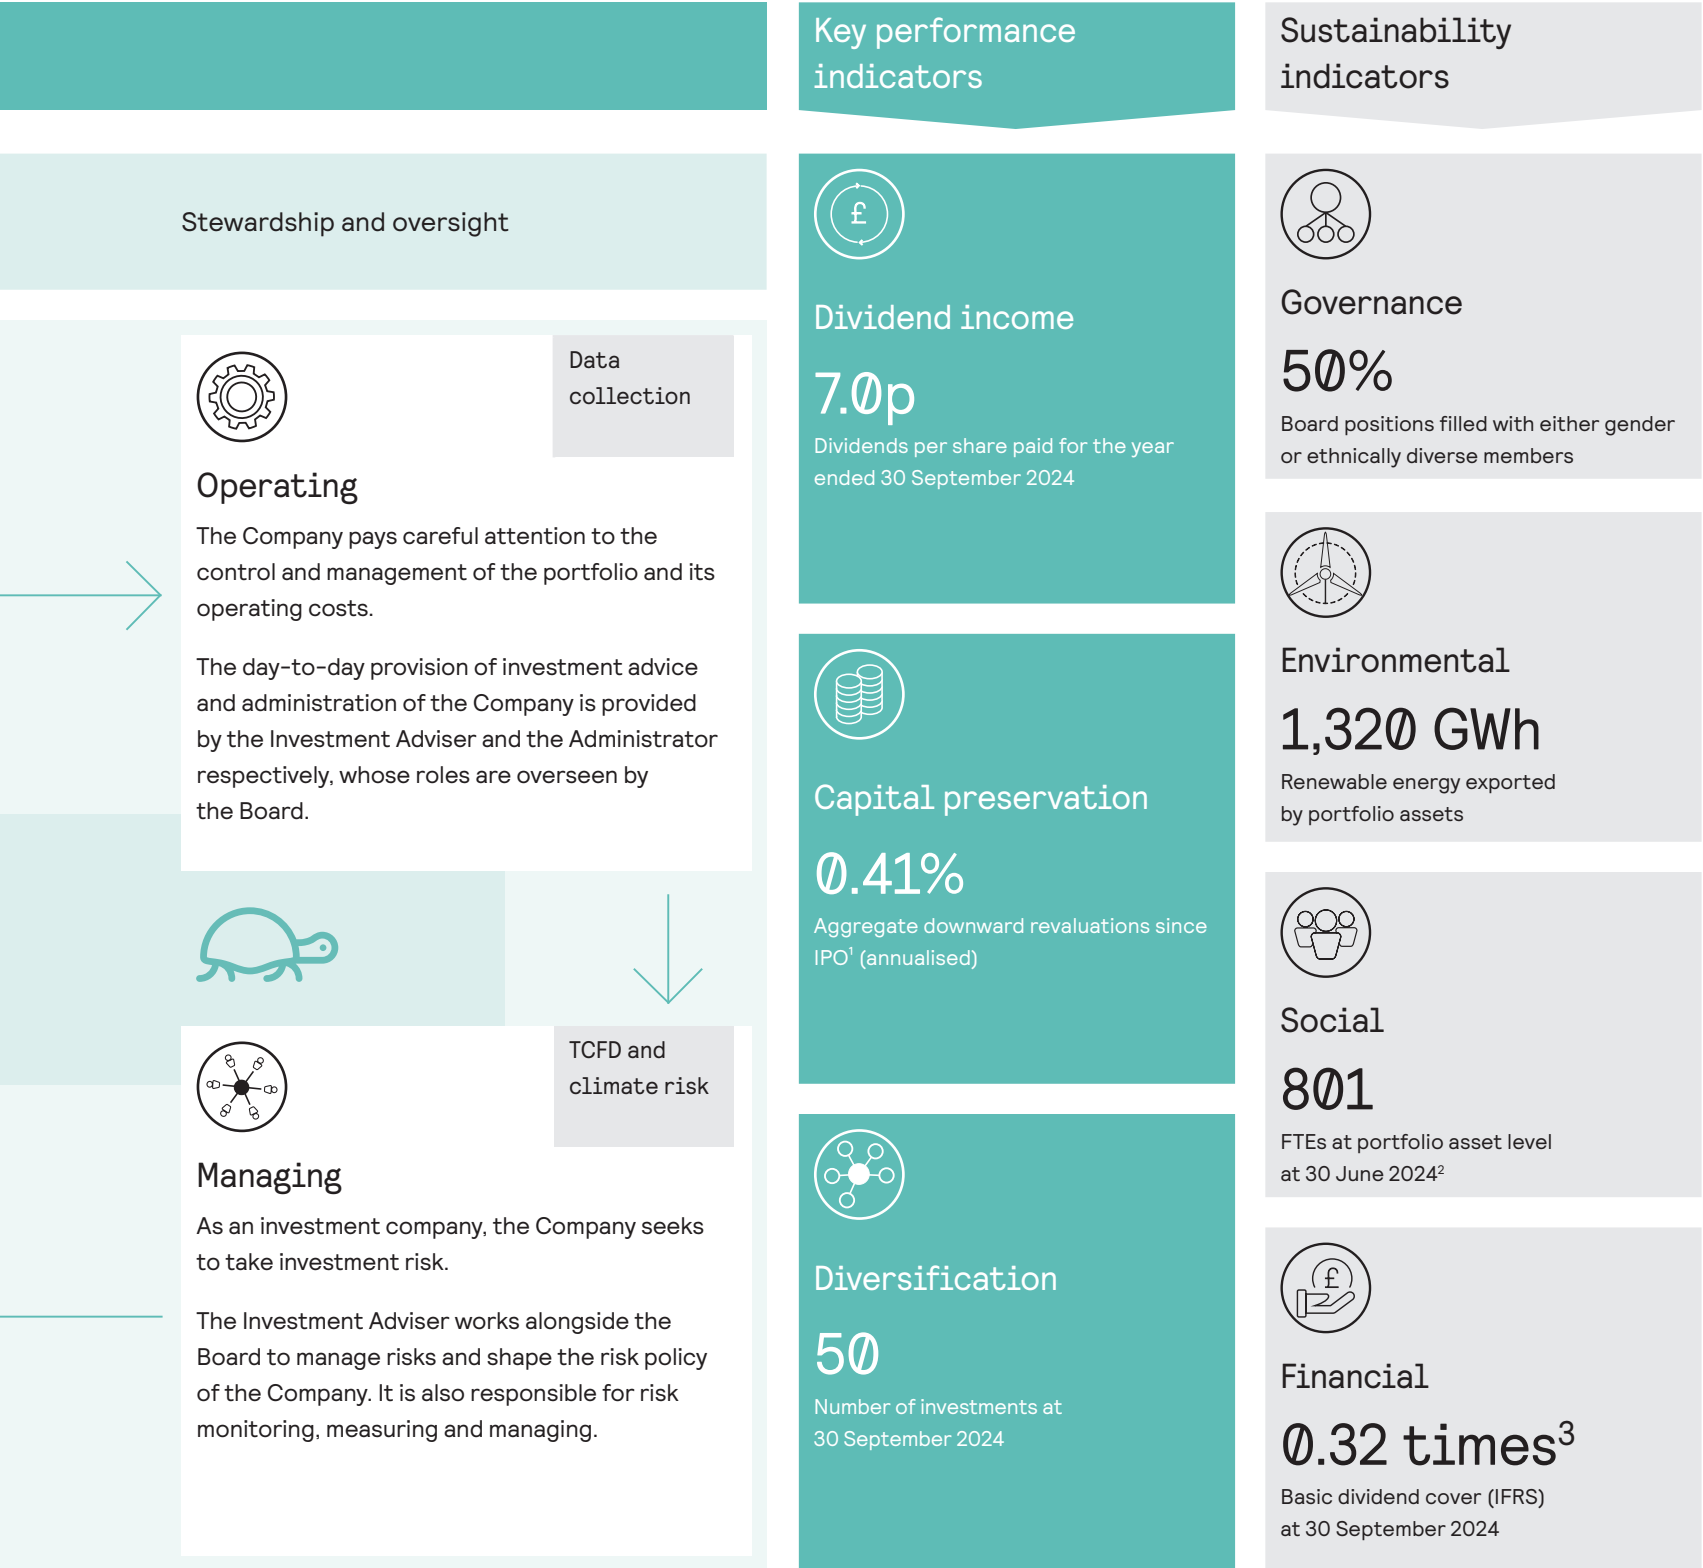 Stewardship and oversight
Data
collection
Operating
The Company pays careful attention to the
control and management of the portfolio and its
operating costs.
The day-to-day provision of investment advice
and administration of the Company is provided
by the Investment Adviser and the Administrator
respectively, whose roles are overseen by
the Board.
TCFD and
climate risk
Managing
As an investment company, the Company seeks
to take investment risk.
The Investment Adviser works alongside the
Board to manage risks and shape the risk policy
of the Company. It is also responsible for risk
monitoring, measuring and managing.
Key performance
indicators
£
Dividend income
7.0p
Dividends per share paid for the year
ended 30 September 2024
Capital preservation
0.41%
Aggregate downward revaluations since
IPO¹ (annualised)
Diversification
50
Number of investments at
30 September 2024
Sustainability
indicators
Governance
50%
Board positions filled with either gender
or ethnically diverse members
Environmental
1,320 GWh
Renewable energy exported
by portfolio assets
Social
801
FTEs at portfolio asset level
at 30 June 2024²
£
Financial
0.32 times³
Basic dividend cover (IFRS)
at 30 September 2024